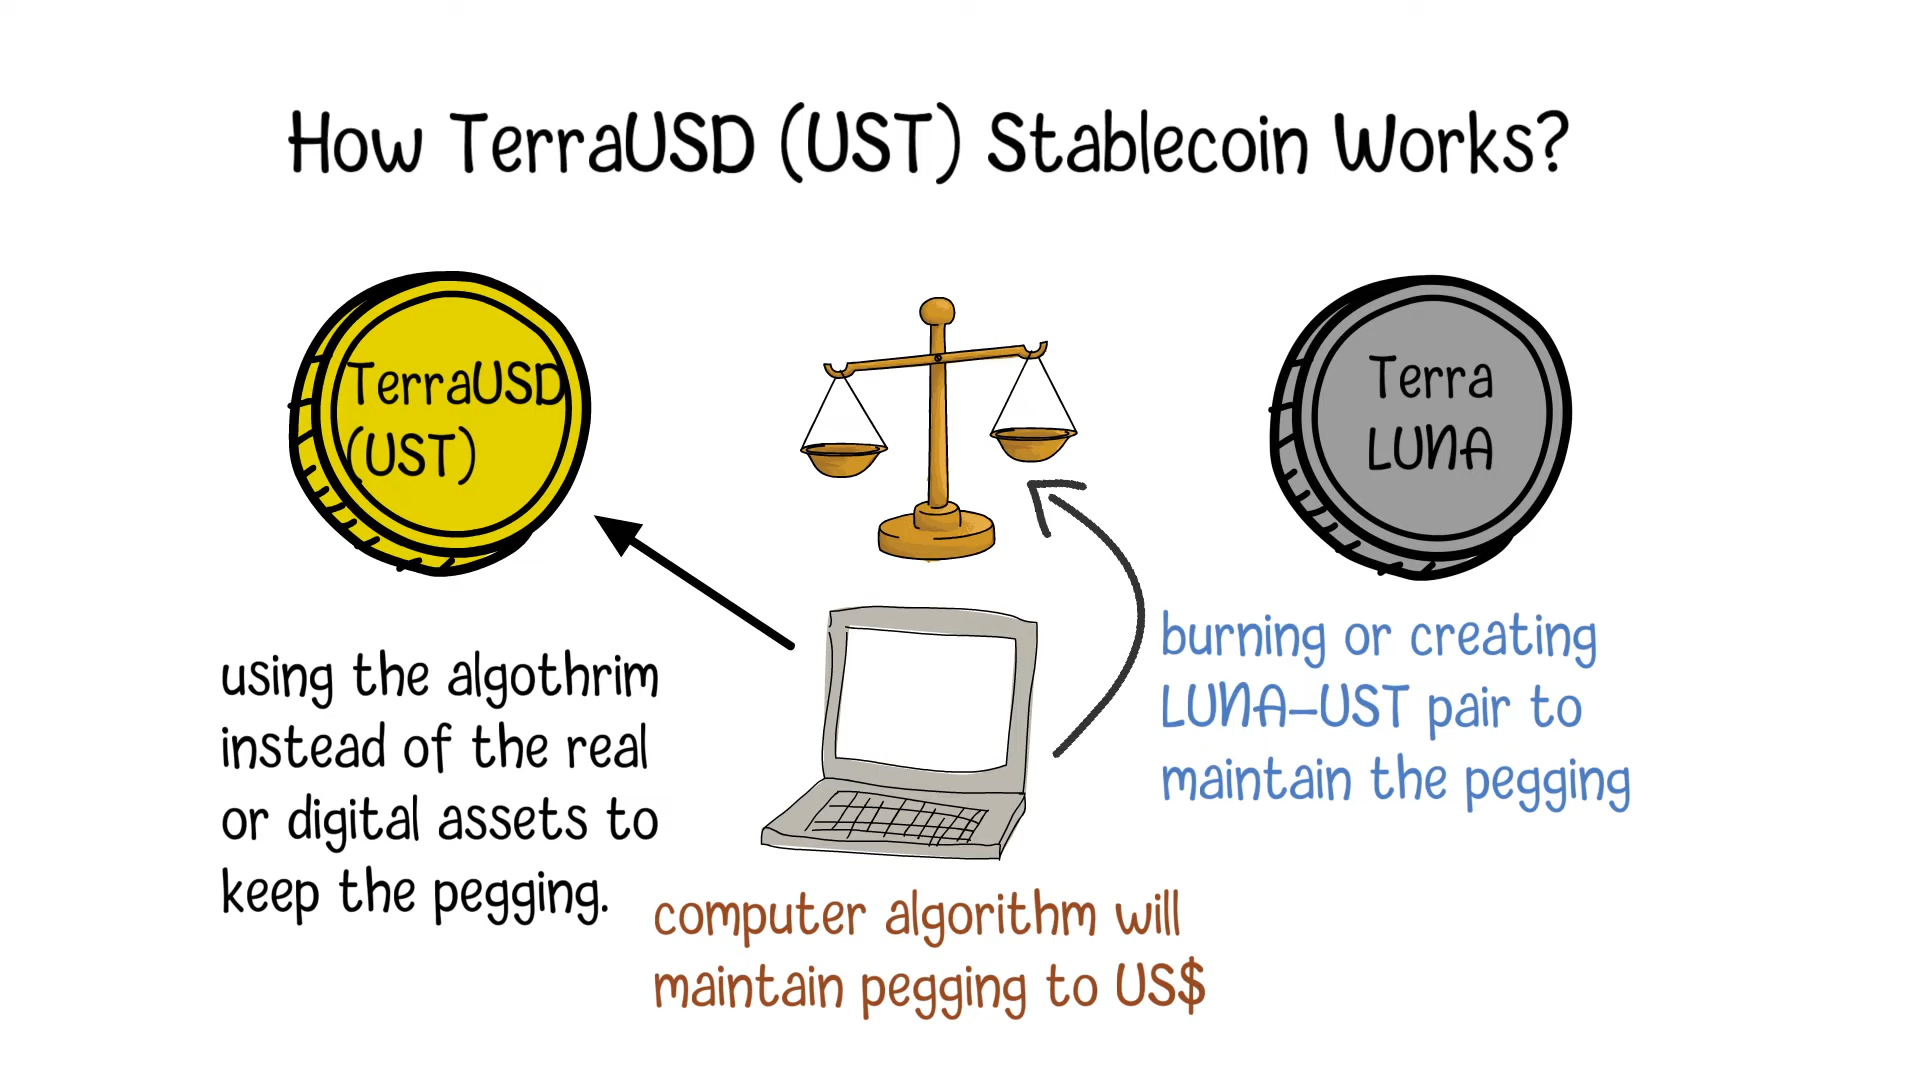 How TerraUSD (UST) Stablecoin Works?
TerraUSD
(UST)
Terra
LUNA
using the algothrim
instead of the real
or digital assets to
keep the pegging.
burning or creating
LUNA-UST pair to
maintain the pegging
computer algorithm will
maintain pegging to US$